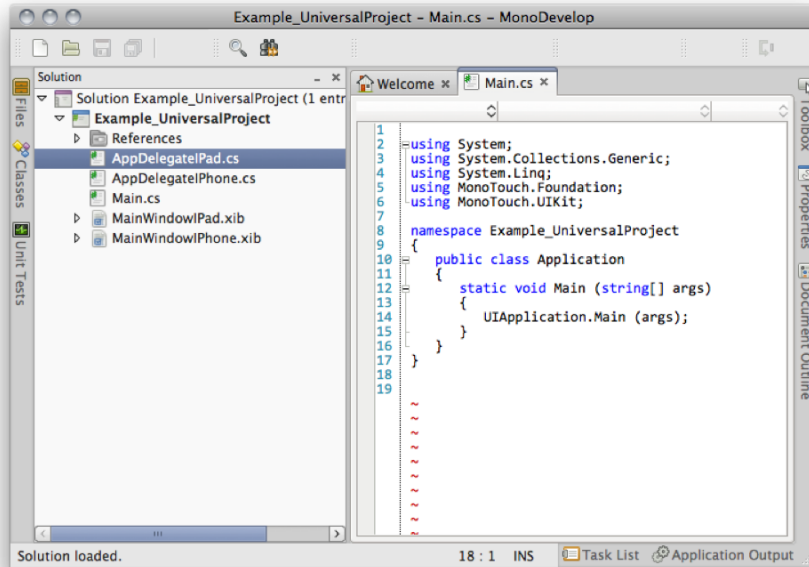 Example_UniversalProject – Main.cs – MonoDevelop
Solution
Files
Classes
Unit Tests
Solution Example_UniversalProject (1 entr
Example_UniversalProject
References
AppDelegateIPad.cs
AppDelegateIPhone.cs
Main.cs
MainWindowIPad.xib
MainWindowIPhone.xib
Welcome
Main.cs
1
2 using System;
3 using System.Collections.Generic;
4 using System.Linq;
5 using MonoTouch.Foundation;
6 using MonoTouch.UIKit;
7
8 namespace Example_UniversalProject
9 {
10 public class Application
11 {
12 static void Main (string[] args)
13 {
14 UIApplication.Main (args);
15 }
16 }
17 }
18
19
~
~
~
~
~
~
~
~
~
~
Toolbox
Properties
Document Outline
Solution loaded.
18 : 1 INS
Task List
Application Output